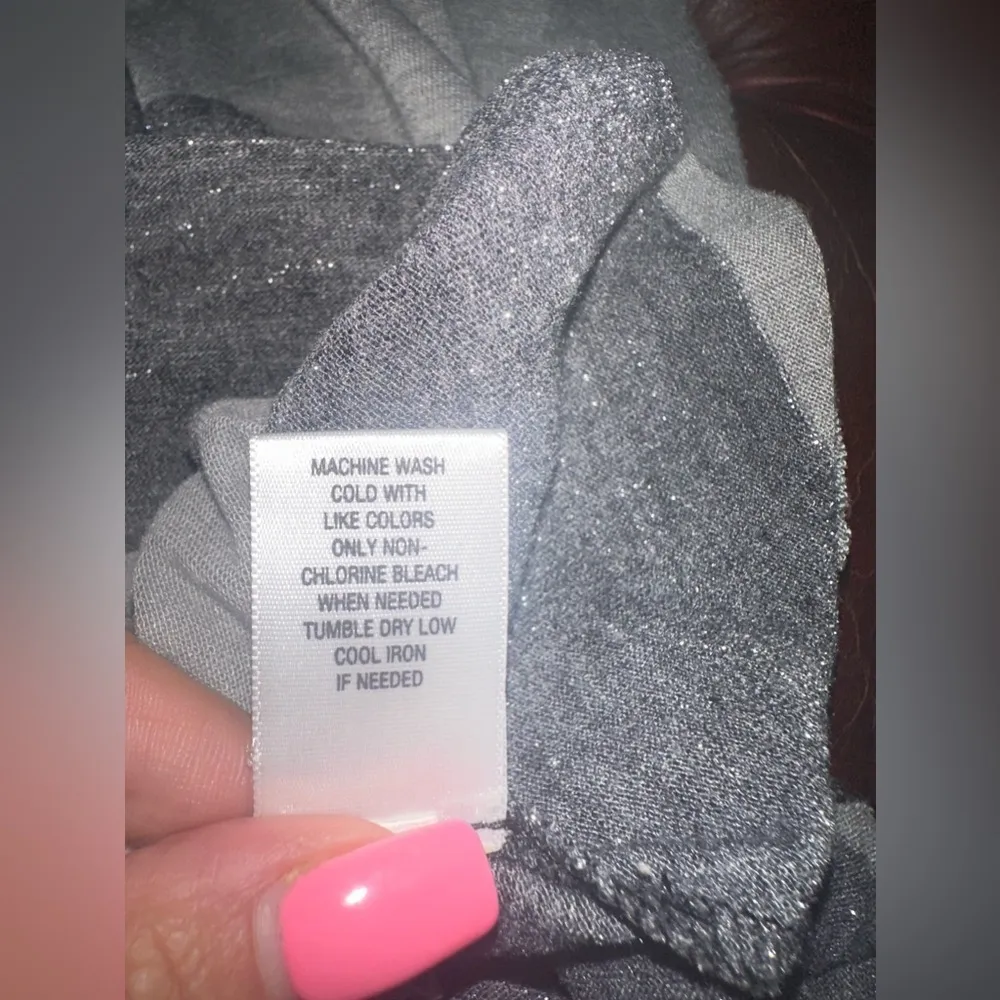 MACHINE WASH
COLD WITH
LIKE COLORS
ONLY NON-
CHLORINE BLEACH
WHEN NEEDED
TUMBLE DRY LOW
COOL IRON
IF NEEDED